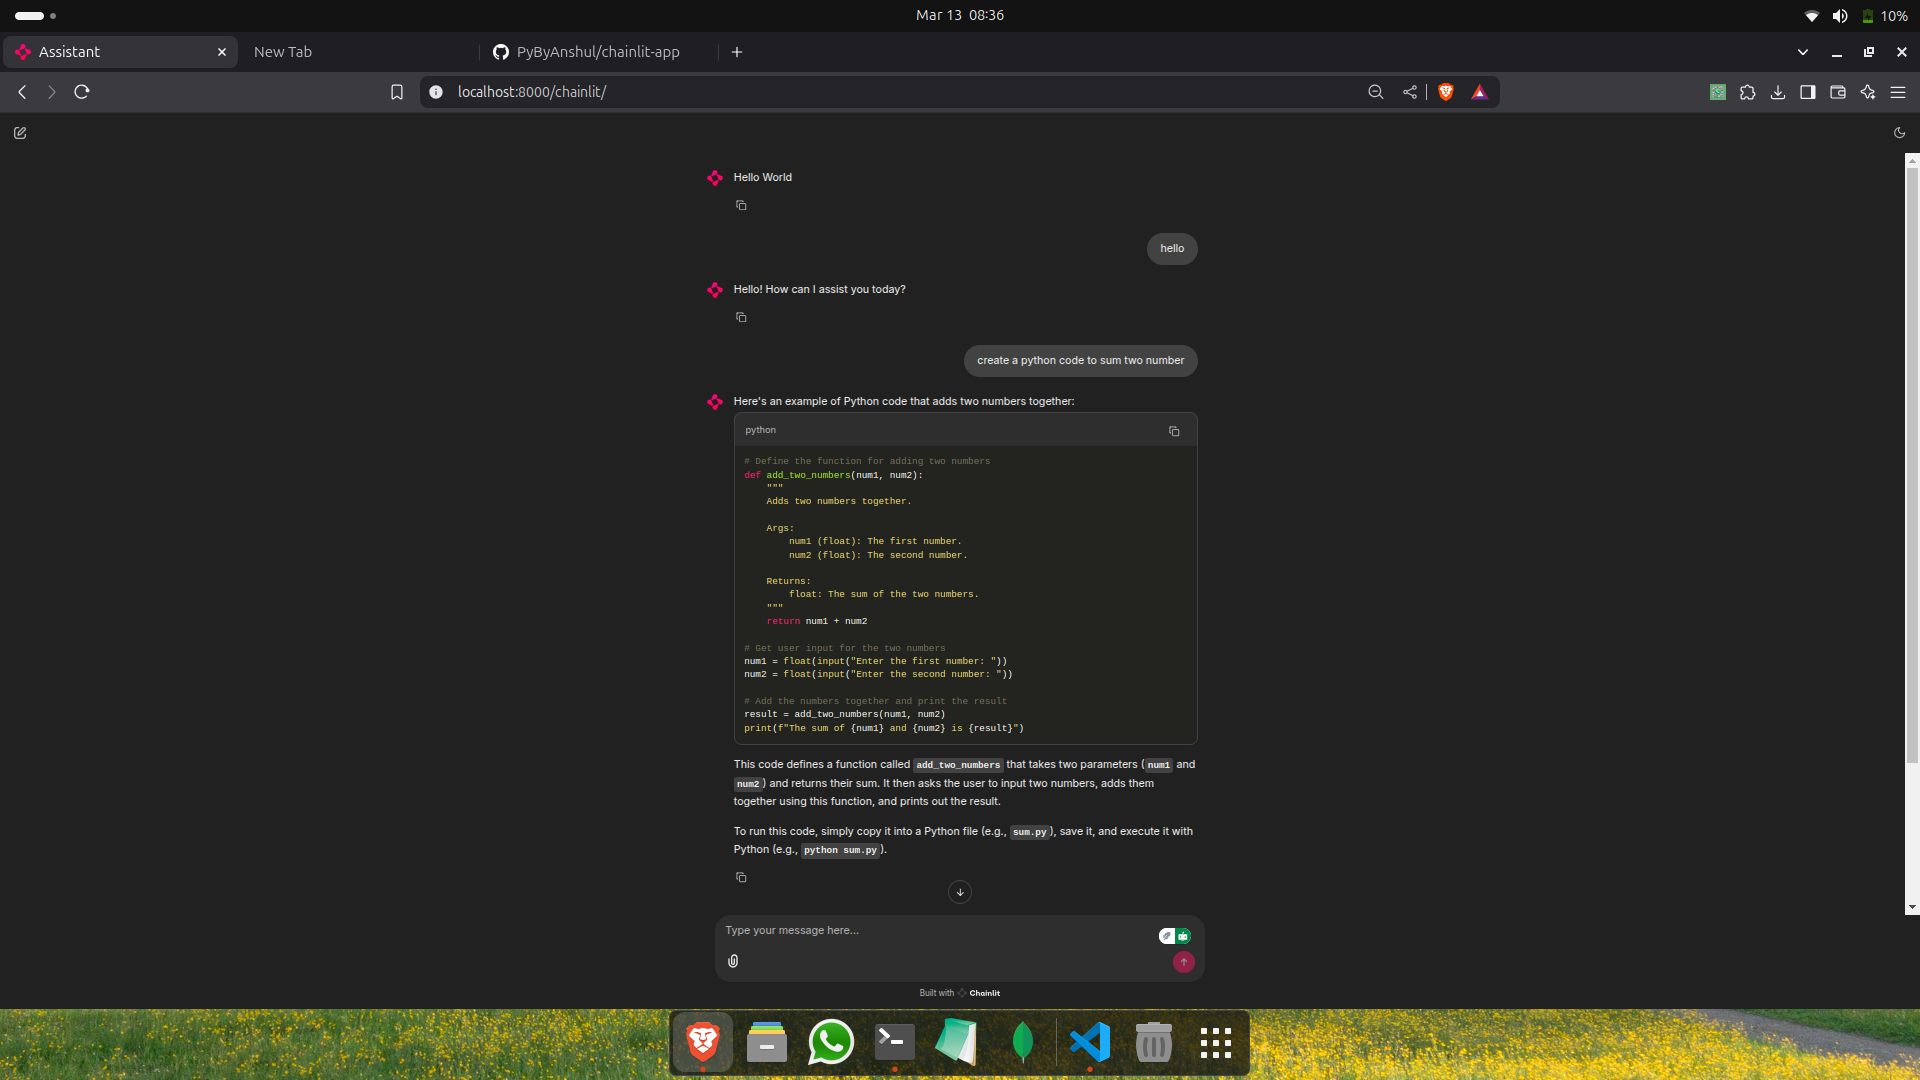 Mar 13 08:36
10%
Assistant
New Tab
PyByAnshul/chainlit-app
localhost:8000/chainlit/
Hello World
hello
Hello! How can I assist you today?
create a python code to sum two number
Here's an example of Python code that adds two numbers together:
python
# Define the function for adding two numbers
def add_two_numbers(num1, num2):
    """
    Adds two numbers together.
    Args:
        num1 (float): The first number.
        num2 (float): The second number.
    Returns:
        float: The sum of the two numbers.
    """
    return num1 + num2
# Get user input for the two numbers
num1 = float(input("Enter the first number: "))
num2 = float(input("Enter the second number: "))
# Add the numbers together and print the result
result = add_two_numbers(num1, num2)
print(f"The sum of {num1} and {num2} is {result}")
This code defines a function called add_two_numbers that takes two parameters (num1 and
num2) and returns their sum. It then asks the user to input two numbers, adds them
together using this function, and prints out the result.
To run this code, simply copy it into a Python file (e.g., sum.py), save it, and execute it with
Python (e.g., python sum.py).
Type your message here...
Built with Chainlit